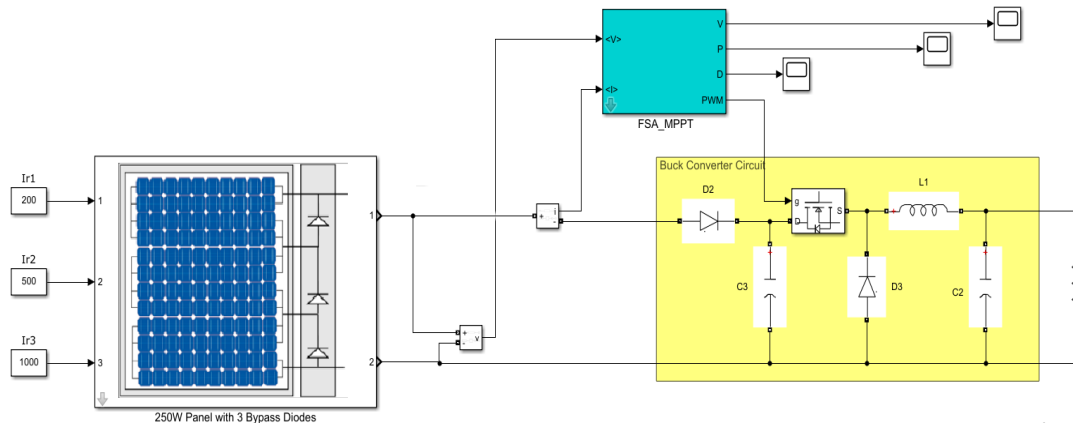 V
<V>
P
D
<I>
PWM
FSA_MPPT
Buck Converter Circuit
Ir1
200
1
Ir2
500
2
Ir3
1000
3
1
2
250W Panel with 3 Bypass Diodes
+
-
i
+
-
v
D2
g
D
S
L1
+
+
C3
D3
+
C2